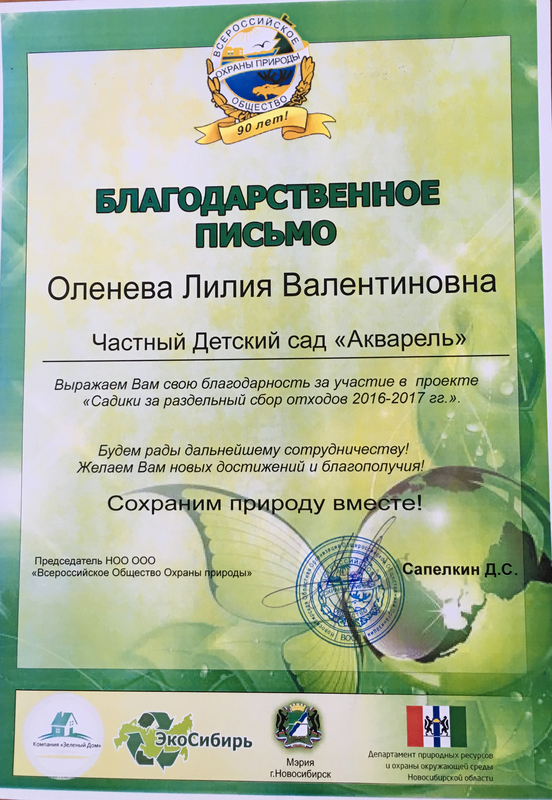 ВСЕРОССИЙСКОЕ
ОХРАНЫ ПРИРОДЫ
ОБЩЕСТВО
90 лет!
БЛАГОДАРСТВЕННОЕ
ПИСЬМО
Оленева Лилия Валентиновна
Частный Детский сад «Акварель»
Выражаем Вам свою благодарность за участие в проекте
«Садики за раздельный сбор отходов 2016-2017 гг.».
Будем рады дальнейшему сотрудничеству!
Желаем Вам новых достижений и благополучия!
Сохраним природу вместе!
Председатель НОО ООО
«Всероссийское Общество Охраны природы»
Сапелкин Д.С.
Компания «Зеленый Дом»
ЭкоСибирь
Мэрия
г.Новосибирск
Департамент природных ресурсов
и охраны окружающей среды
Новосибирской области